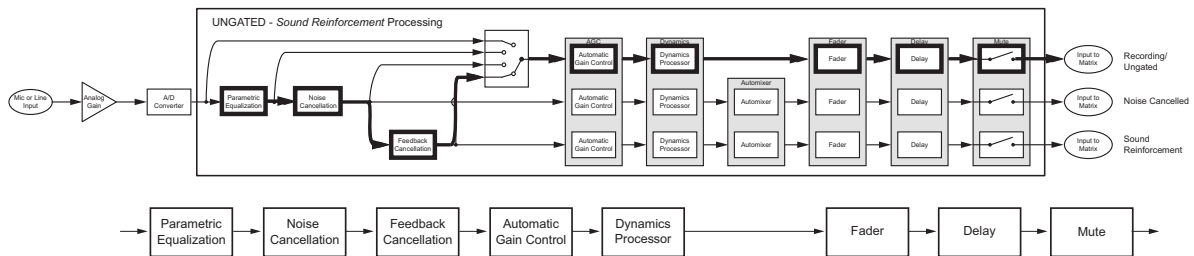 UNGATED - Sound Reinforcement Processing
AGC
Dynamics
Fader
Delay
Mute
Automatic
Gain Control
Dynamics
Processor
Fader
Delay
Input to
Matrix
Recording/
Ungated
Mic or Line
Input
Analog
Gain
A/D
Converter
Parametric
Equalization
Noise
Cancellation
Automixer
Automatic
Gain Control
Dynamics
Processor
Automixer
Fader
Delay
Input to
Matrix
Noise Cancelled
Feedback
Cancellation
Automatic
Gain Control
Dynamics
Processor
Automixer
Fader
Delay
Input to
Matrix
Sound
Reinforcement
Parametric
Equalization
Noise
Cancellation
Feedback
Cancellation
Automatic
Gain Control
Dynamics
Processor
Fader
Delay
Mute